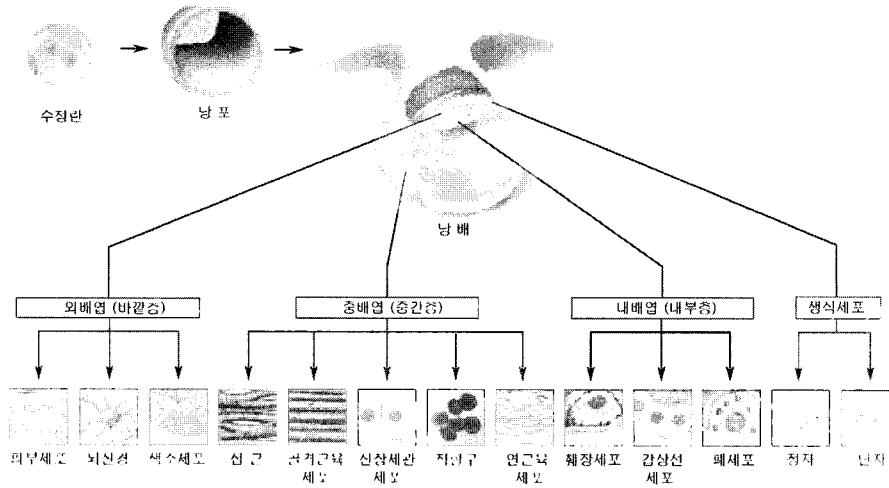 수정란
낭 포
낭 배
외배엽 (바깥층)
중배엽 (중간층)
내배엽 (내부층)
생식세포
피부세포
뇌신경
색소세포
심 근
골격근육
세포
신장세관
세포
적혈구
연근육
세포
췌장세포
갑상선
세포
폐세포
정자
난자